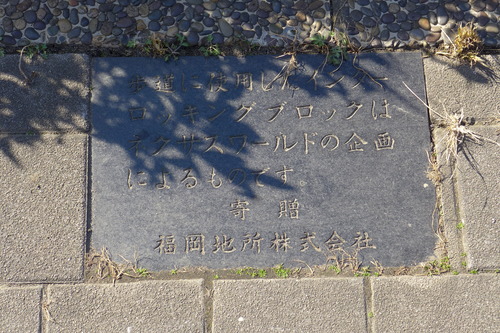 歩道に使用したインター
ロッキングブロックは
テクサスワールドの企画
によるものです。
寄贈
福岡地所株式会社